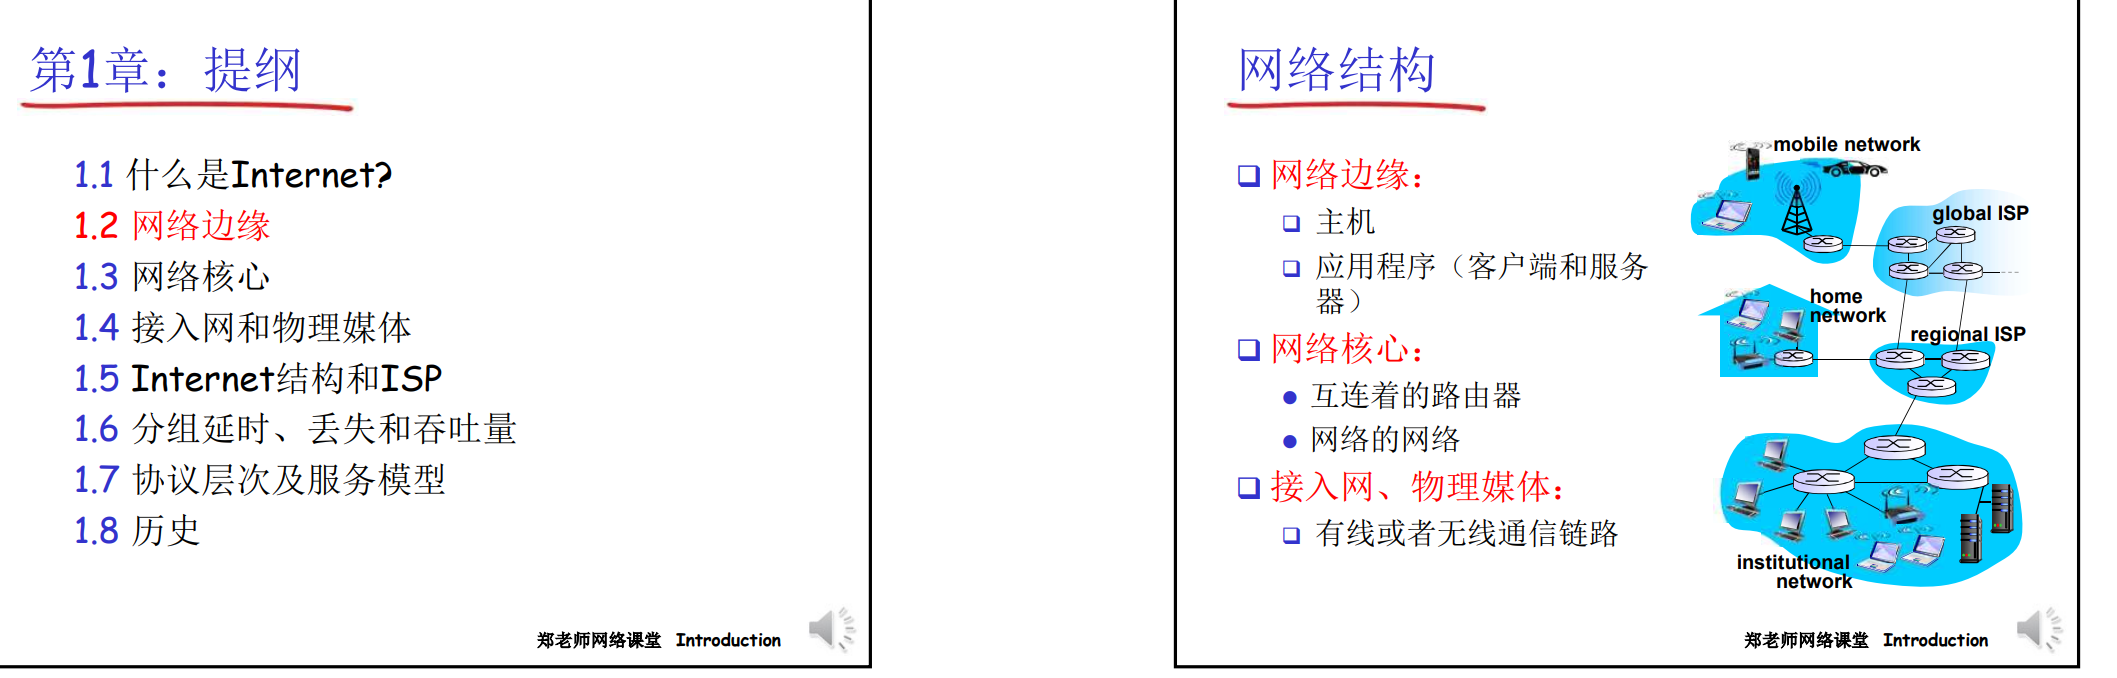 第1章：提纲
1.1 什么是Internet?
1.2 网络边缘
1.3 网络核心
1.4 接入网和物理媒体
1.5 Internet结构和ISP
1.6 分组延时、丢失和吞吐量
1.7 协议层次及服务模型
1.8 历史
郑老师网络课堂 Introduction
网络结构
网络边缘：
主机
应用程序（客户端和服务
器）
网络核心：
互连着的路由器
网络的网络
接入网、物理媒体：
有线或者无线通信链路
mobile network
global ISP
home
network
regional ISP
institutional
network
郑老师网络课堂 Introduction